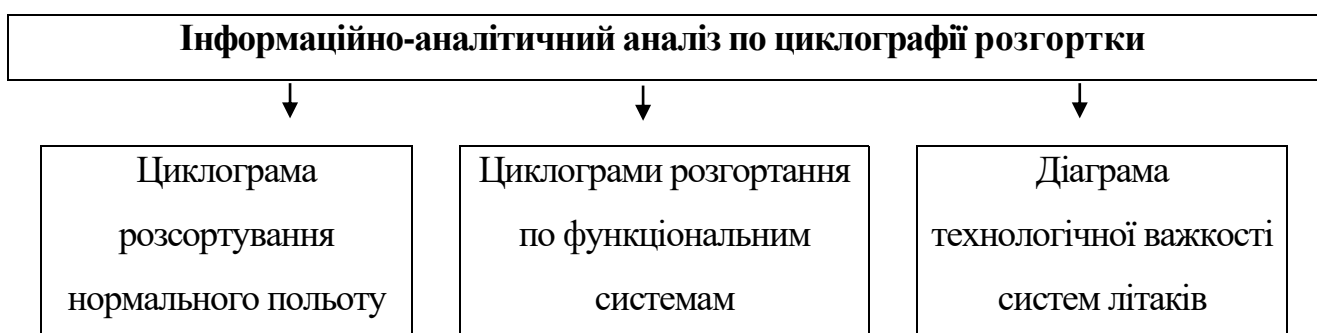 Інформаційно-аналітичний аналіз по циклографії розгортки
Циклограма
розсортування
нормального польоту
Циклограми розгортання
по функціональним
системам
Діаграма
технологічної важкості
систем літаків